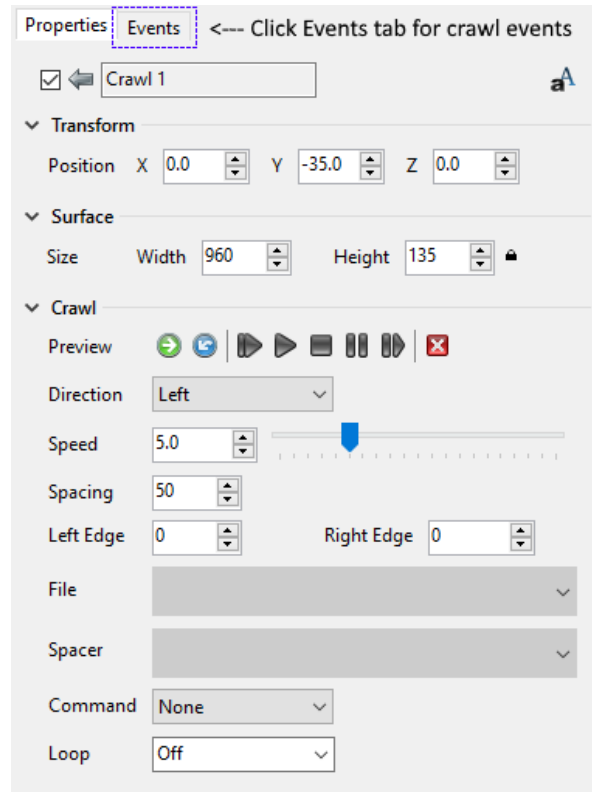 Properties Events <--- Click Events tab for crawl events
Crawl 1 aA
Transform
Position X 0.0 Y -35.0 Z 0.0
Surface
Size Width 960 Height 135
Crawl
Preview
Direction Left
Speed 5.0
Spacing 50
Left Edge 0 Right Edge 0
File
Spacer
Command None
Loop Off